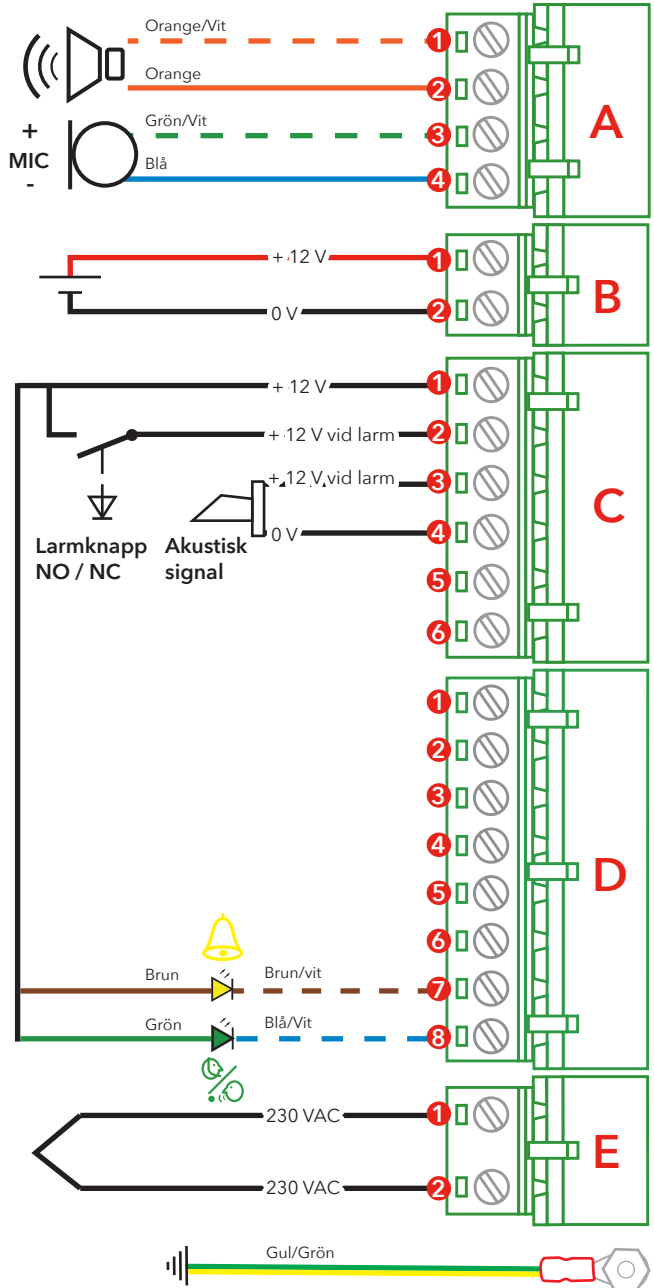 Orange/Vit
1
Orange
2
Grön/Vit
3
+
MIC
-
Blå
4
A
+ 12 V
1
0 V
2
B
+ 12 V
1
+ 12 V vid larm
2
+ 12 V vid larm
3
0 V
4
Larmknapp
NO / NC
Akustisk
signal
5
6
C
1
2
3
4
5
6
D
Brun
Brun/vit
7
Grön
Blå/Vit
8
230 VAC
1
230 VAC
2
E
Gul/Grön